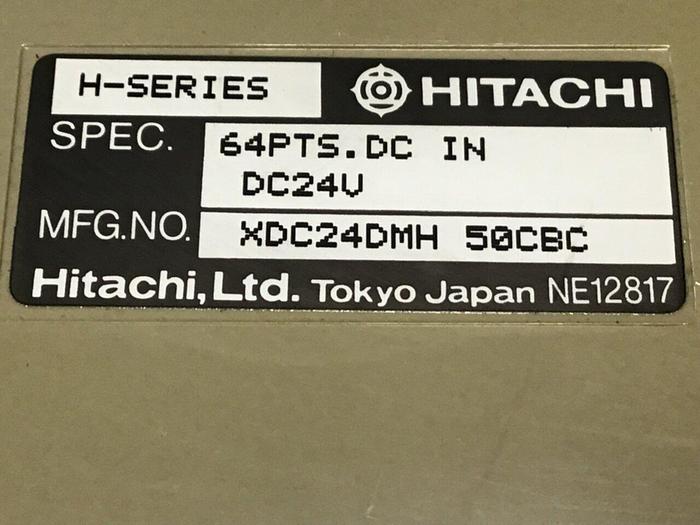 H-SERIES HITACHI
SPEC. 64PTS.DC IN
DC24V
MFG.NO. XDC24DMH 50CBC
Hitachi, Ltd. Tokyo Japan NE12817